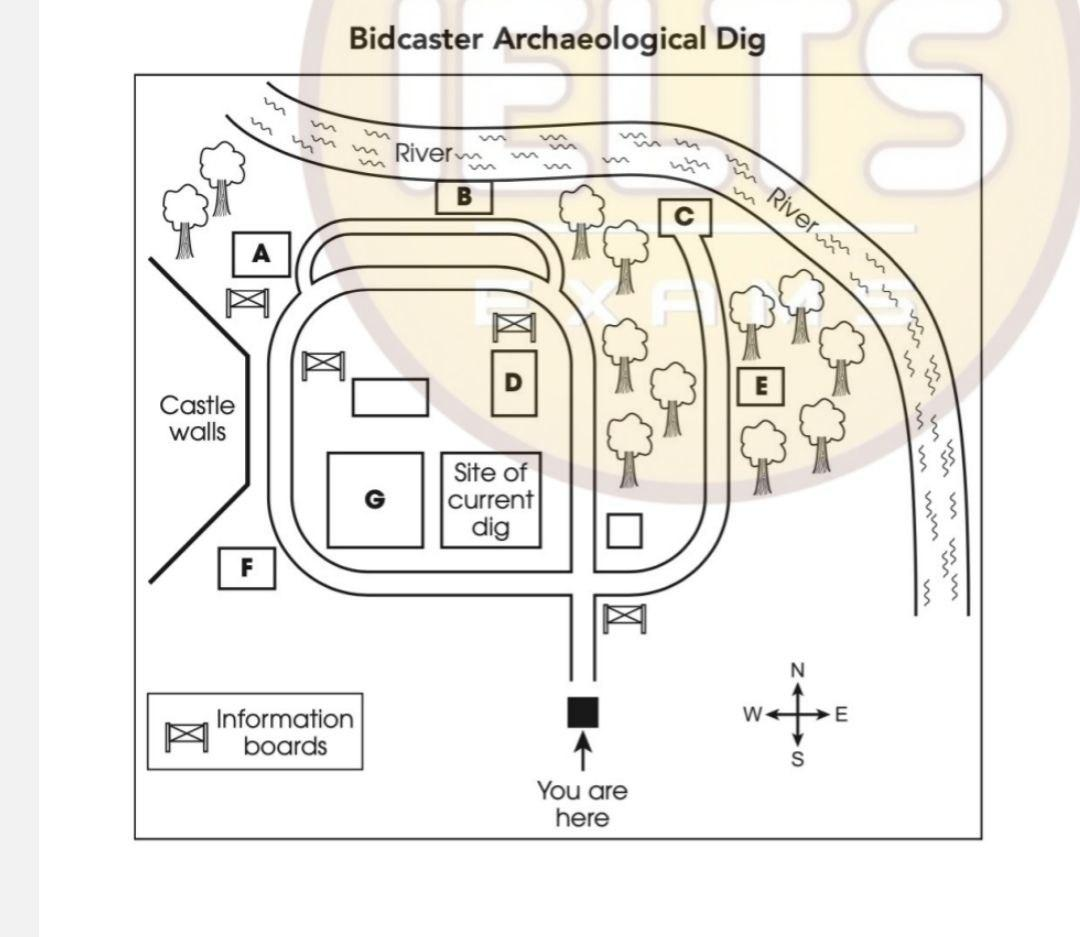 Bidcaster Archaeological Dig
IELTS
EXAMS
River
River
B
C
A
D
E
Castle
walls
G
Site of
current
dig
F
Information
boards
N
W E
S
You are
here